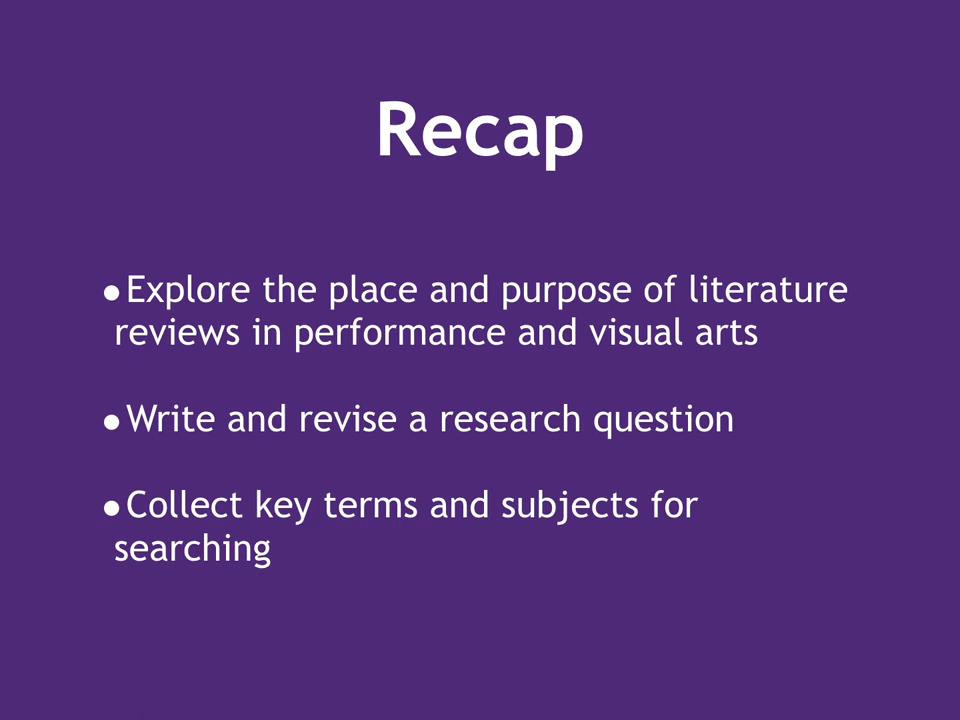 Recap
●Explore the place and purpose of literature
reviews in performance and visual arts
●Write and revise a research question
●Collect key terms and subjects for
searching